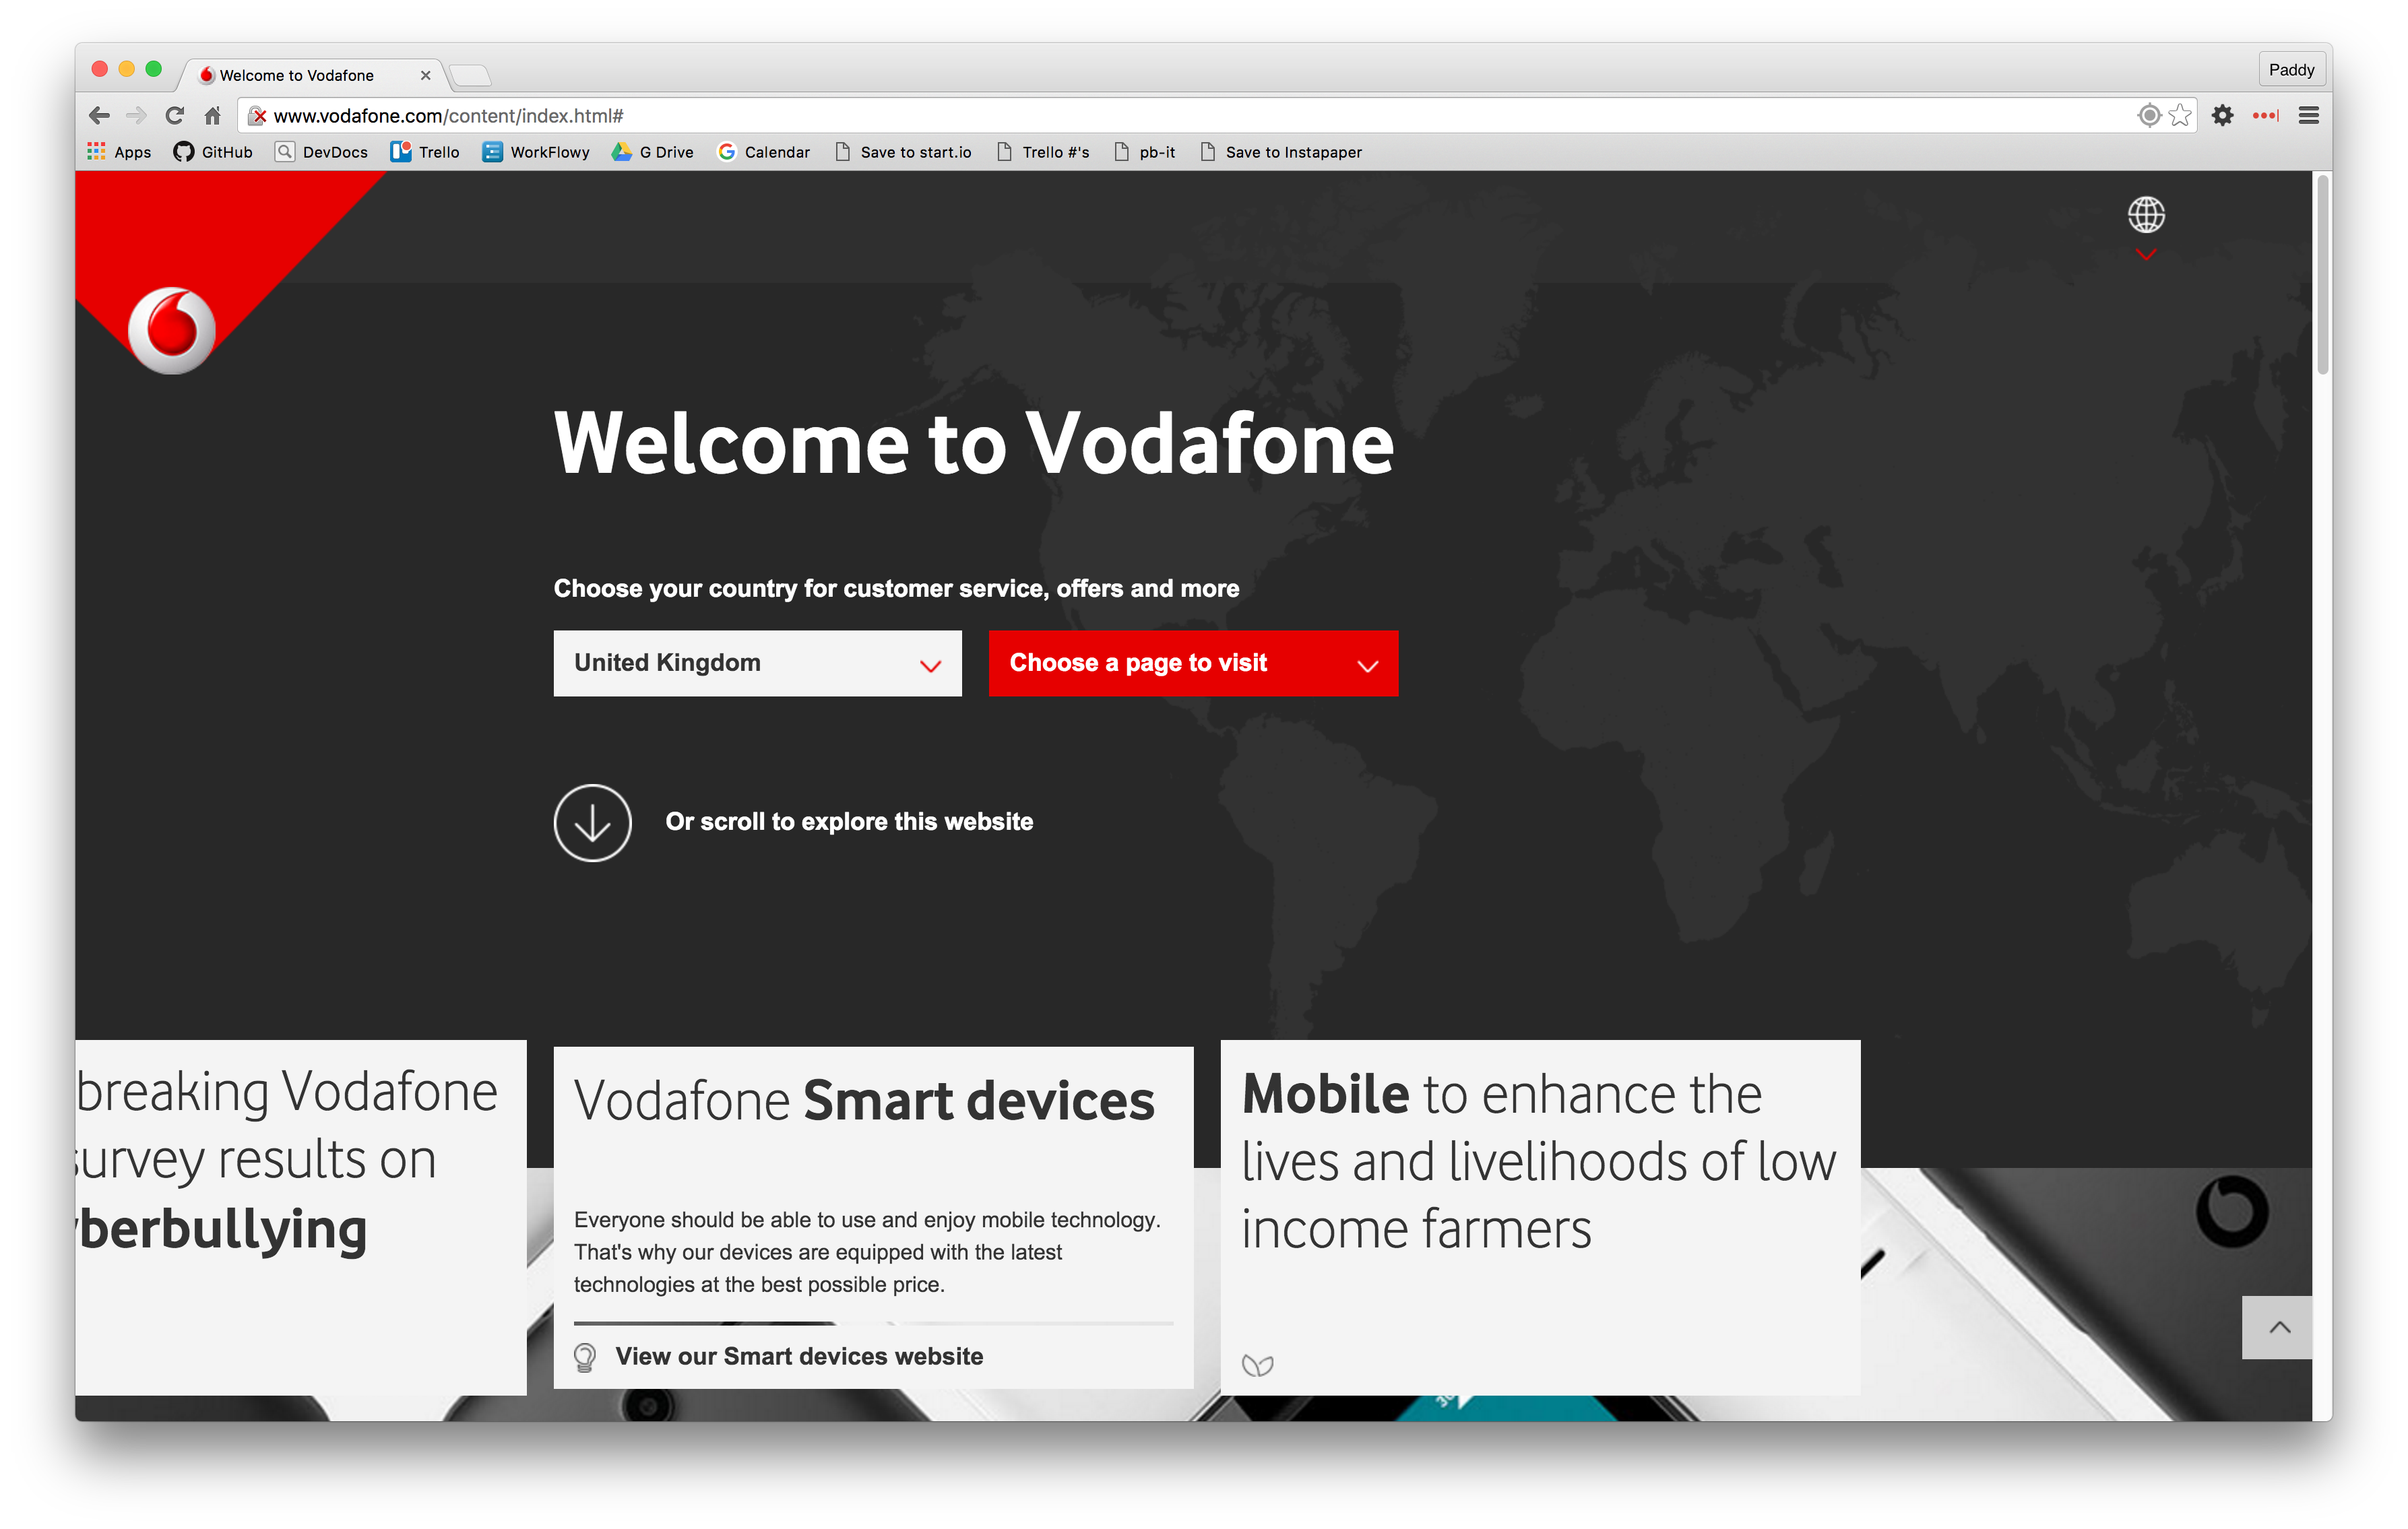 Welcome to Vodafone
Paddy
www.vodafone.com/content/index.html#
Apps GitHub DevDocs Trello WorkFlowy G Drive Calendar Save to start.io Trello #'s pb-it Save to Instapaper
Welcome to Vodafone
Choose your country for customer service, offers and more
United Kingdom
Choose a page to visit
Or scroll to explore this website
breaking Vodafone
survey results on
yberbullying
Vodafone Smart devices
Everyone should be able to use and enjoy mobile technology.
That's why our devices are equipped with the latest
technologies at the best possible price.
View our Smart devices website
Mobile to enhance the
lives and livelihoods of low
income farmers